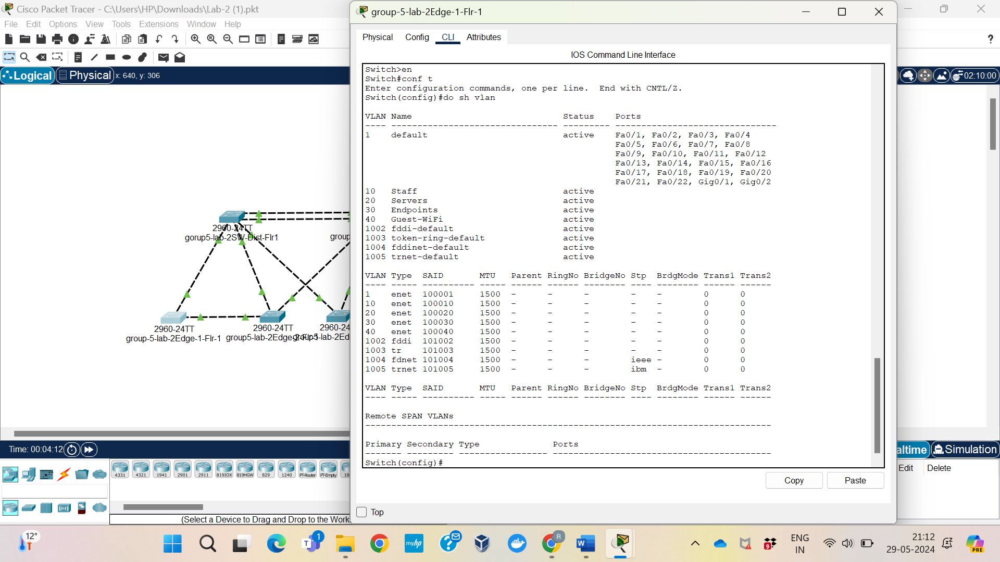 Cisco Packet Tracer - C:\Users\HP\Downloads\Lab-2 (1).pkt
File Edit Options View Tools Extensions Window Help
Logical Physical x: 640, y: 306
02:10:00
2960-24TT
gorup5-lab-2SW-Dist-Flr1
group
2960-24TT
group-5-lab-2Edge-1-Flr-1
2960-24TT
group5-lab-2Edge-2-Flr-1
2960-24
group5-lab-2Ed
group-5-lab-2Edge-1-Flr-1
Physical Config CLI Attributes
IOS Command Line Interface
Switch>en
Switch#conf t
Enter configuration commands, one per line. End with CNTL/Z.
Switch(config)#do sh vlan
VLAN Name Status Ports
---- -------------------------------- --------- -------------------------------
1 default active Fa0/1, Fa0/2, Fa0/3, Fa0/4
Fa0/5, Fa0/6, Fa0/7, Fa0/8
Fa0/9, Fa0/10, Fa0/11, Fa0/12
Fa0/13, Fa0/14, Fa0/15, Fa0/16
Fa0/17, Fa0/18, Fa0/19, Fa0/20
Fa0/21, Fa0/22, Gig0/1, Gig0/2
10 Staff active
20 Servers active
30 Endpoints active
40 Guest-WiFi active
1002 fddi-default active
1003 token-ring-default active
1004 fddinet-default active
1005 trnet-default active
VLAN Type SAID MTU Parent RingNo BridgeNo Stp BrdgMode Trans1 Trans2
---- ----- ---------- ----- ------ ------ -------- ---- -------- ------ ------
1 enet 100001 1500 - - - - - 0 0
10 enet 100010 1500 - - - - - 0 0
20 enet 100020 1500 - - - - - 0 0
30 enet 100030 1500 - - - - - 0 0
40 enet 100040 1500 - - - - - 0 0
1002 fddi 101002 1500 - - - - - 0 0
1003 tr 101003 1500 - - - - - 0 0
1004 fdnet 101004 1500 - - - ieee - 0 0
1005 trnet 101005 1500 - - - ibm - 0 0
VLAN Type SAID MTU Parent RingNo BridgeNo Stp BrdgMode Trans1 Trans2
---- ----- ---------- ----- ------ ------ -------- ---- -------- ------ ------
Remote SPAN VLANs
------------------------------------------------------------------------------
Primary Secondary Type Ports
------- --------- ----------------- ------------------------------------------
Switch(config)#
Copy Paste
Top
Time: 00:04:12
altime Simulation
Edit Delete
4331 4321 1941 2901 2911 819IOX 819HGW 829 1240 PT-Router PT-Empty 18
(Select a Device to Drag and Drop to the Work
12°
1
T
myhp
R
W
9
ENG
IN
21:12
29-05-2024
PRE